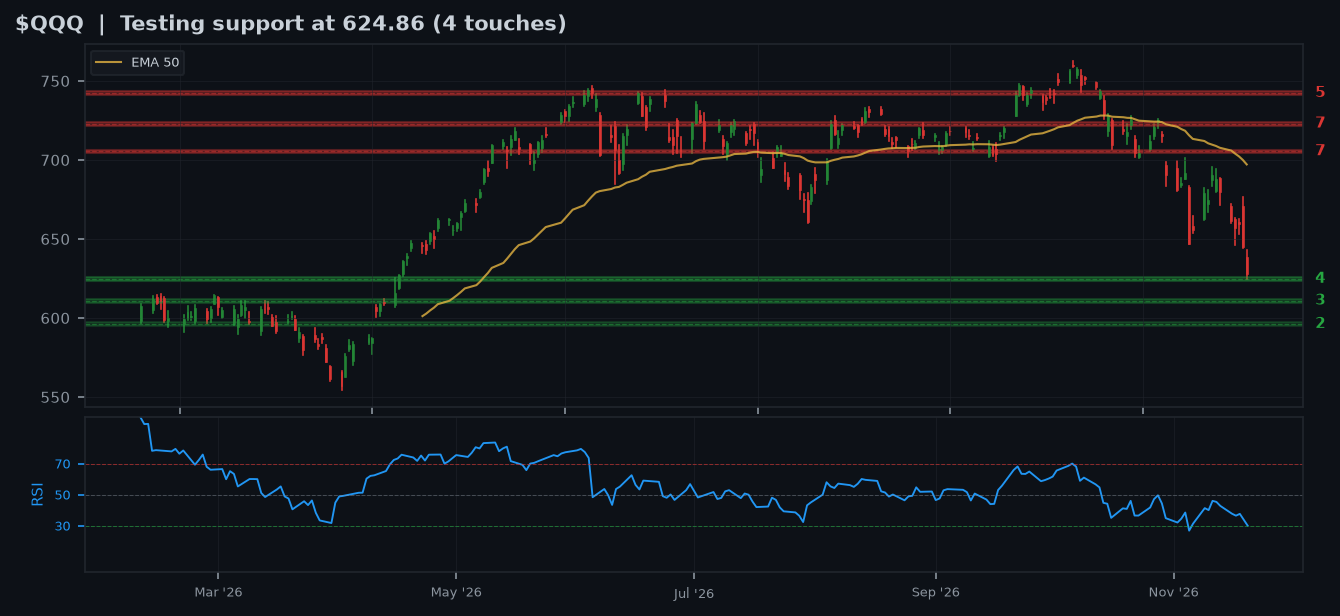 $QQQ | Testing support at 624.86 (4 touches)
EMA 50
750
700
650
600
550
5
7
7
4
3
2
RSI
70
50
30
Mar '26
May '26
Jul '26
Sep '26
Nov '26